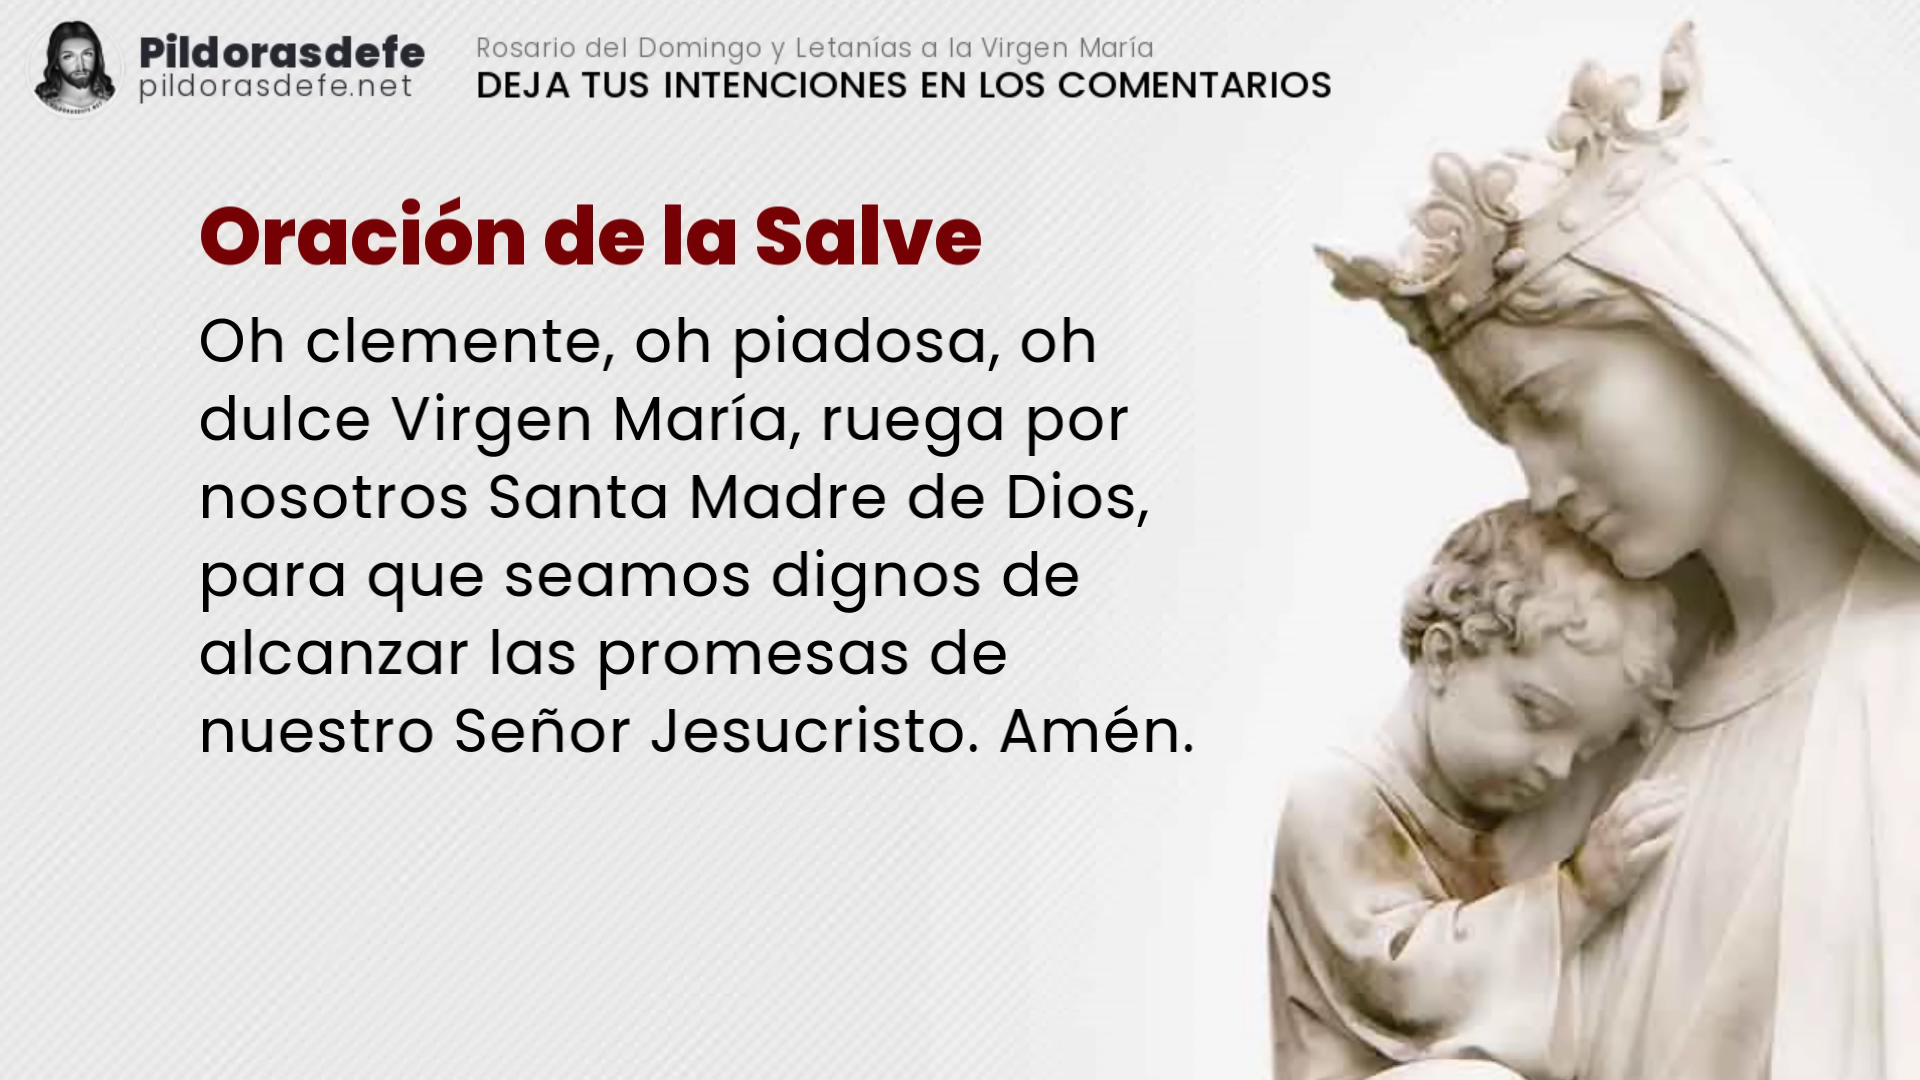 Pildorasdefe
pildorasdefe.net
Rosario del Domingo y Letanías a la Virgen María
DEJA TUS INTENCIONES EN LOS COMENTARIOS
Oración de la Salve
Oh clemente, oh piadosa, oh
dulce Virgen María, ruega por
nosotros Santa Madre de Dios,
para que seamos dignos de
alcanzar las promesas de
nuestro Señor Jesucristo. Amén.